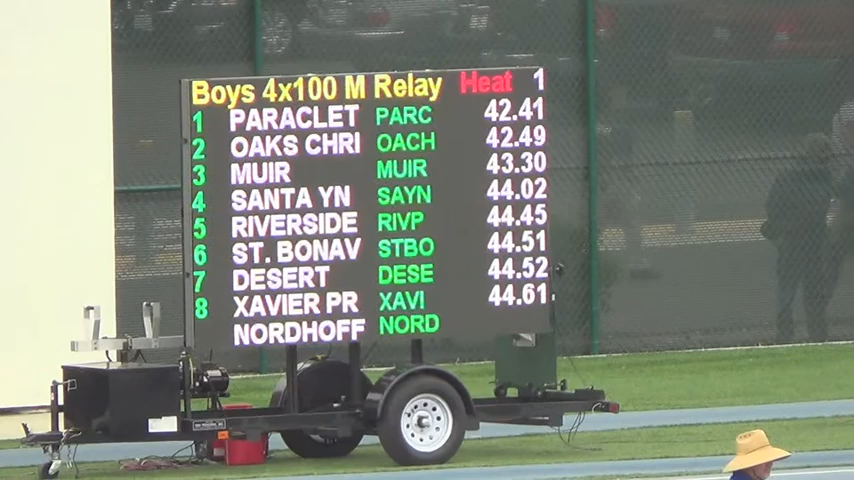 Boys 4x100 M Relay Heat 1
1 PARACLET PARC 42.41
2 OAKS CHRI OACH 42.49
3 MUIR MUIR 43.30
4 SANTA YN SAYN 44.02
5 RIVERSIDE RIVP 44.45
6 ST. BONAV STBO 44.51
7 DESERT DESE 44.52
8 XAVIER PR XAVI 44.61
NORDHOFF NORD